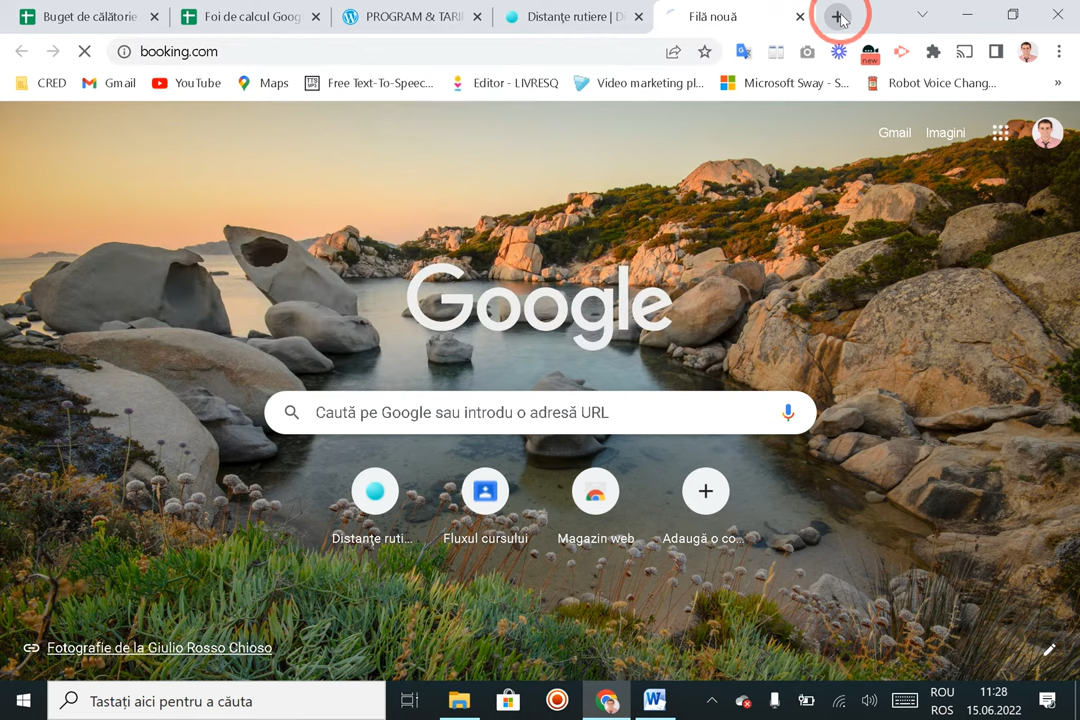 Buget de călătorie
Foi de calcul Goog
PROGRAM & TARI
Distanțe rutiere | Di
Filă nouă
booking.com
new
CRED
Gmail
YouTube
Maps
Free Text-To-Speec...
Editor - LIVRESQ
Video marketing pl...
Microsoft Sway - S...
Robot Voice Chang...
»
Gmail
Imagini
Google
Caută pe Google sau introdu o adresă URL
Distanțe ruti...
Fluxul cursului
Magazin web
Adaugă o co...
Fotografie de la Giulio Rosso Chioso
Tastați aici pentru a căuta
ROU
ROS
11:28
15.06.2022